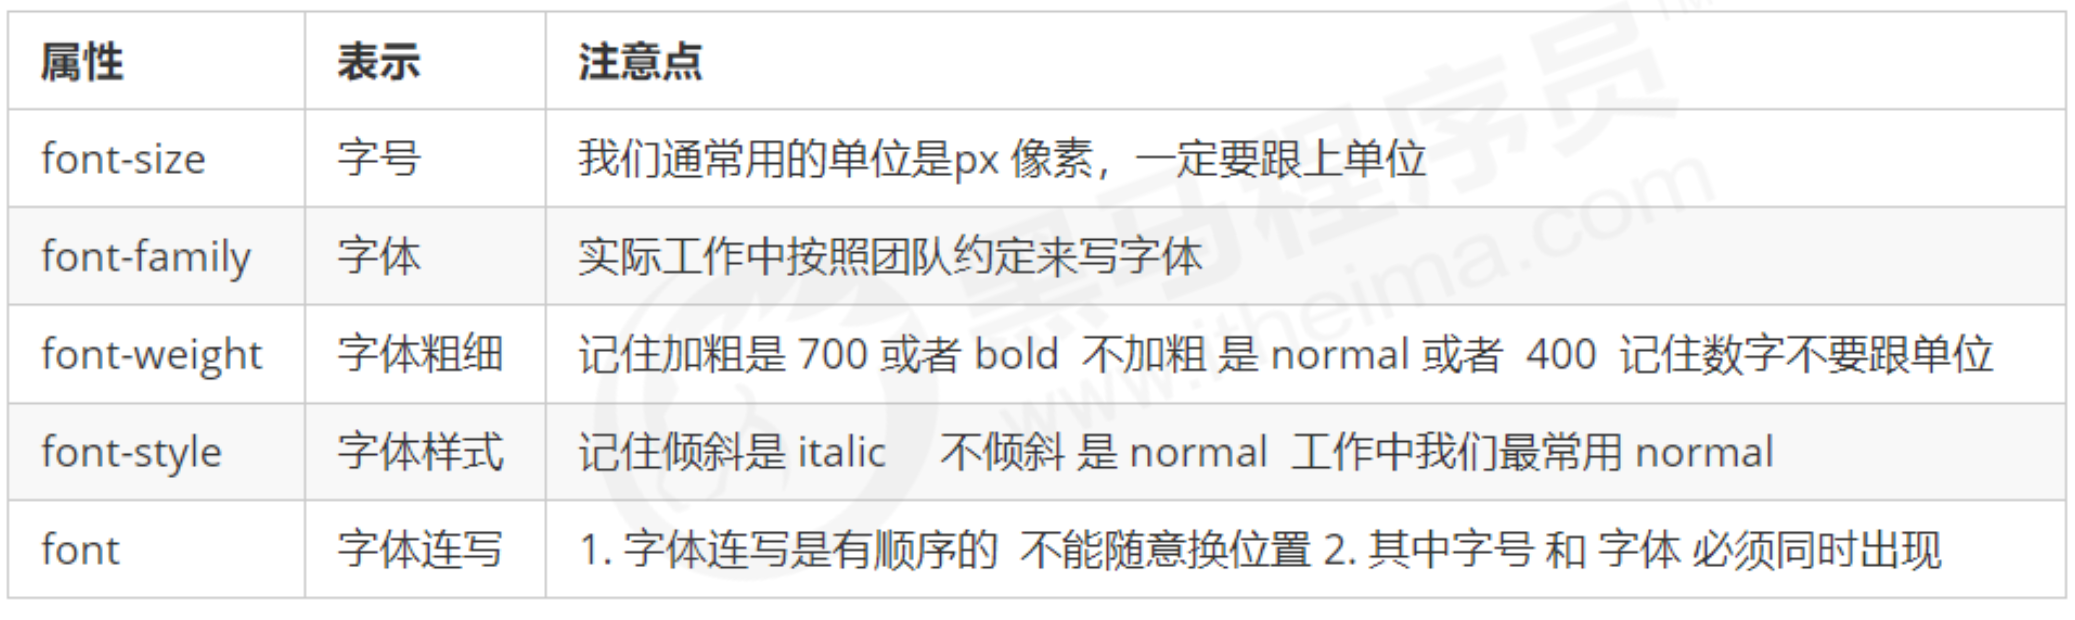 属性 表示 注意点
font-size 字号 我们通常用的单位是px 像素，一定要跟上单位
font-family 字体 实际工作中按照团队约定来写字体
font-weight 字体粗细 记住加粗是 700 或者 bold 不加粗 是 normal 或者 400 记住数字不要跟单位
font-style 字体样式 记住倾斜是 italic 不倾斜 是 normal 工作中我们最常用 normal
font 字体连写 1. 字体连写是有顺序的 不能随意换位置 2. 其中字号 和 字体 必须同时出现
黑马程序员 TM
www.itheima.com